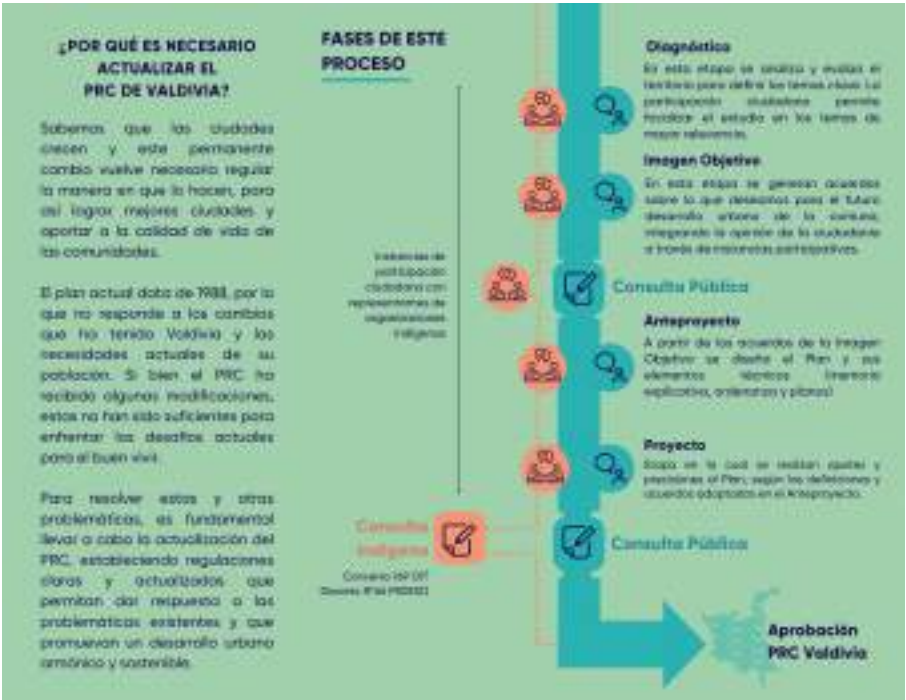 ¿POR QUÉ ES NECESARIO
ACTUALIZAR EL
PRC DE VALDIVIA?
Sabemos que las ciudades
crecen y este permanente
cambio vuelve necesario regular
la manera en que lo hacen, para
así lograr mejores ciudades y
aportar a la calidad de vida de
las comunidades.
El plan actual data de 1988, por lo
que no responde a los cambios
que ha tenido Valdivia y las
necesidades actuales de su
población. Si bien el PRC ha
recibido algunas modificaciones,
estas no han sido suficientes para
enfrentar los desafíos actuales
para el buen vivir.
Para resolver estas y otras
problemáticas, es fundamental
llevar a cabo la actualización del
PRC, estableciendo regulaciones
claras y actualizadas que
permitan dar respuesta a las
problemáticas existentes y que
promuevan un desarrollo urbano
armónico y sostenible.
FASES DE ESTE
PROCESO
Instancias de
participación
ciudadana con
representantes de
organizaciones
indígenas
Diagnóstico
En esta etapa se analiza y evalúa el
territorio para definir los temas clave. La
participación ciudadana permite
focalizar el estudio en los temas de
mayor relevancia.
Imagen Objetivo
En esta etapa se generan acuerdos
sobre lo que deseamos para el futuro
desarrollo urbano de la comuna,
integrando la opinión de la ciudadanía
a través de instancias participativas.
Consulta Pública
Anteproyecto
A partir de los acuerdos de la Imagen
Objetivo se diseña el Plan y sus
elementos técnicos (memoria
explicativa, ordenanza y planos)
Proyecto
Etapa en la cual se realizan ajustes y
precisiones al Plan, según las definiciones y
acuerdos adoptados en el Anteproyecto.
Consulta
Indígena
Convenio 169 OIT
Consulta Pública
Aprobación
PRC Valdivia